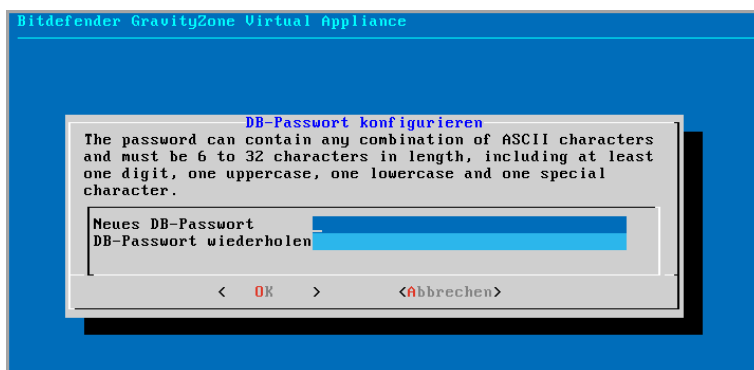 Bitdefender GravityZone Virtual Appliance
DB-Passwort konfigurieren
The password can contain any combination of ASCII characters
and must be 6 to 32 characters in length, including at least
one digit, one uppercase, one lowercase and one special
character.
Neues DB-Passwort
DB-Passwort wiederholen
< OK > <Abbrechen>